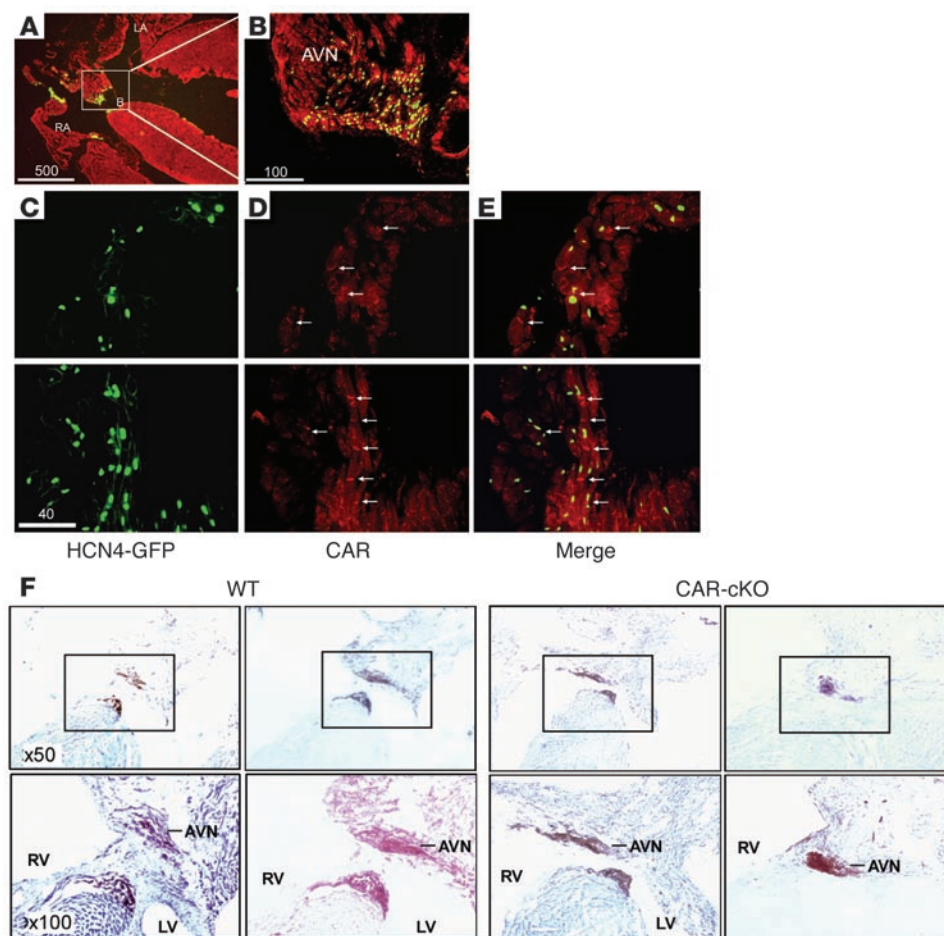 A
LA
B
RA
500
B
AVN
100
C
D
E
40
HCN4-GFP
CAR
Merge
F
WT
CAR-cKO
x50
AVN
RV
LV
x100
AVN
RV
LV
AVN
RV
LV
AVN
RV